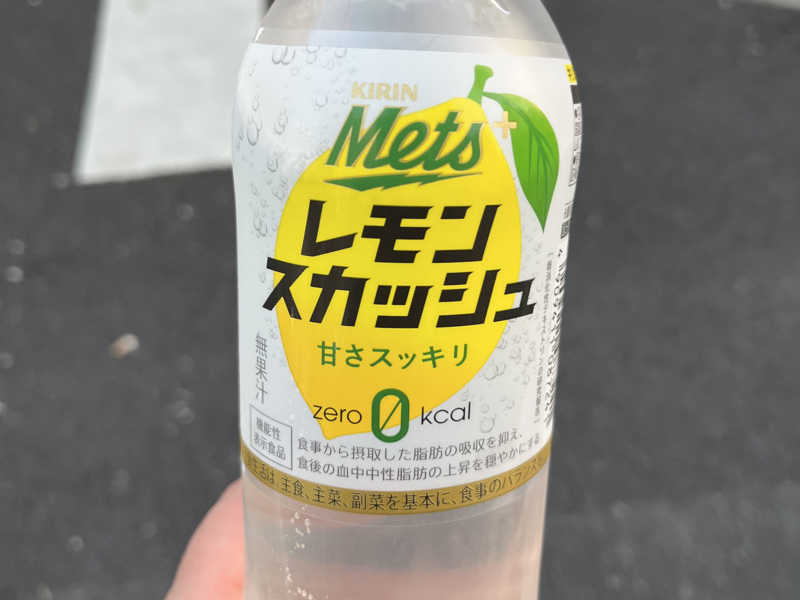 KIRIN
Mets+
レモン
スカッシュ
甘さスッキリ
無果汁
zero 0 kcal
機能性
表示食品
食事から摂取した脂肪の吸収を抑え、
食後の血中中性脂肪の上昇を穏やかにする
生活は、主食、主菜、副菜を基本に、食事のバランス